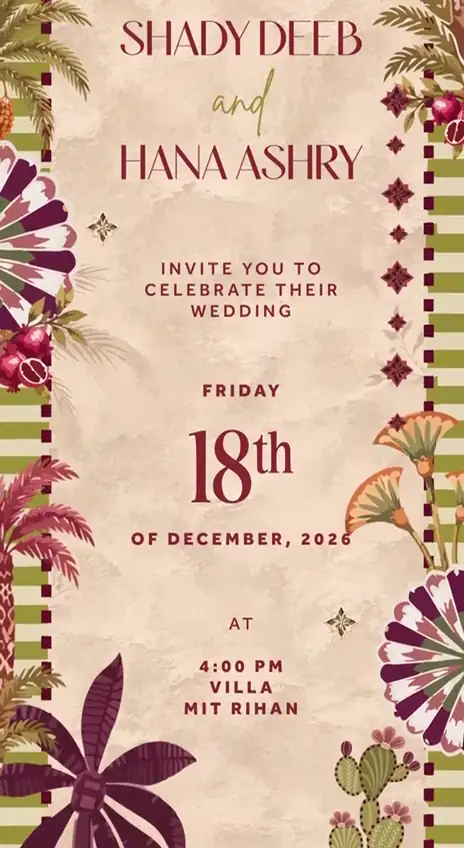 SHADY DEEB
and
HANA ASHRY
INVITE YOU TO
CELEBRATE THEIR
WEDDING
FRIDAY
18th
OF DECEMBER, 2026
AT
4:00 PM
VILLA
MIT RIHAN